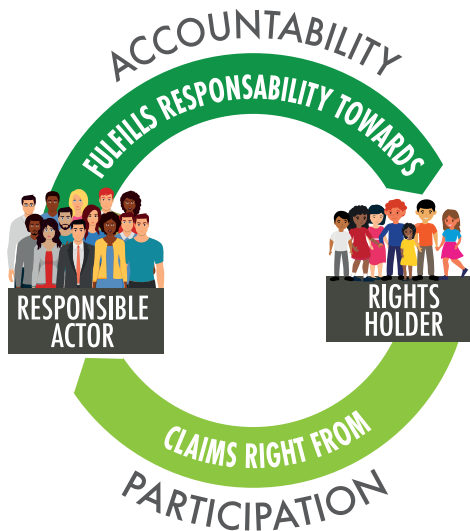 ACCOUNTABILITY
FULFILLS RESPONSABILITY TOWARDS
RESPONSIBLE
ACTOR
RIGHTS
HOLDER
CLAIMS RIGHT FROM
PARTICIPATION